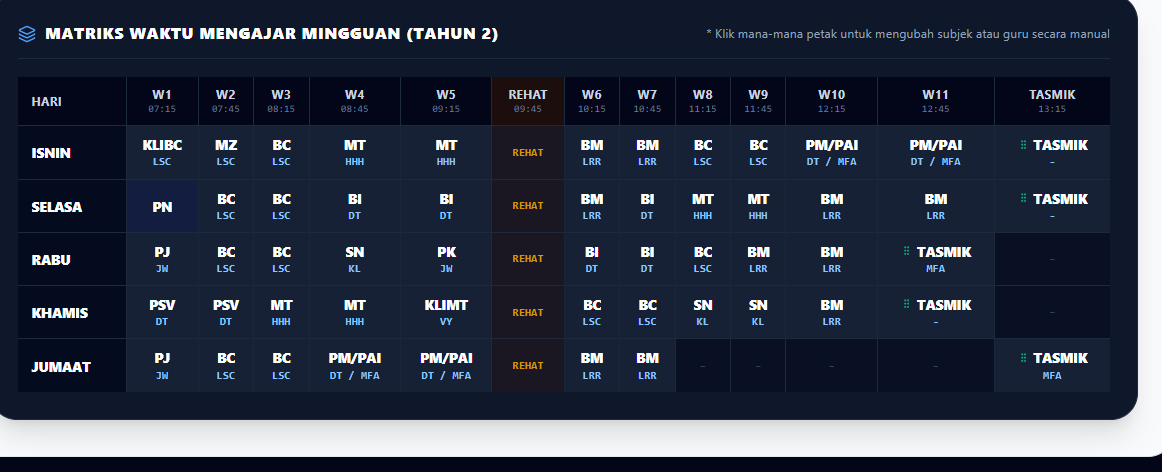 MATRIKS WAKTU MENGAJAR MINGGUAN (TAHUN 2)
* Klik mana-mana petak untuk mengubah subjek atau guru secara manual
HARI W1 W2 W3 W4 W5 REHAT W6 W7 W8 W9 W10 W11 TASMIK
07:15 07:45 08:15 08:45 09:15 09:45 10:15 10:45 11:15 11:45 12:15 12:45 13:15
ISNIN KLIBC MZ BC MT MT REHAT BM BM BC BC PM/PAI PM/PAI TASMIK
LSC LSC LSC HHH HHH LRR LRR LSC LSC DT / MFA DT / MFA –
SELASA PN BC BC BI BI REHAT BM BI MT MT BM BM TASMIK
LSC LSC DT DT LRR DT HHH HHH LRR LRR –
RABU PJ BC BC SN PK REHAT BI BI BC BM BM TASMIK –
JW LSC LSC KL JW DT DT LSC LRR LRR MFA
KHAMIS PSV PSV MT MT KLIMT REHAT BC BC SN SN BM TASMIK –
DT DT HHH HHH VY LSC LSC KL KL LRR –
JUMAAT PJ BC BC PM/PAI PM/PAI REHAT BM BM – – – – TASMIK
JW LSC LSC DT / MFA DT / MFA LRR LRR MFA